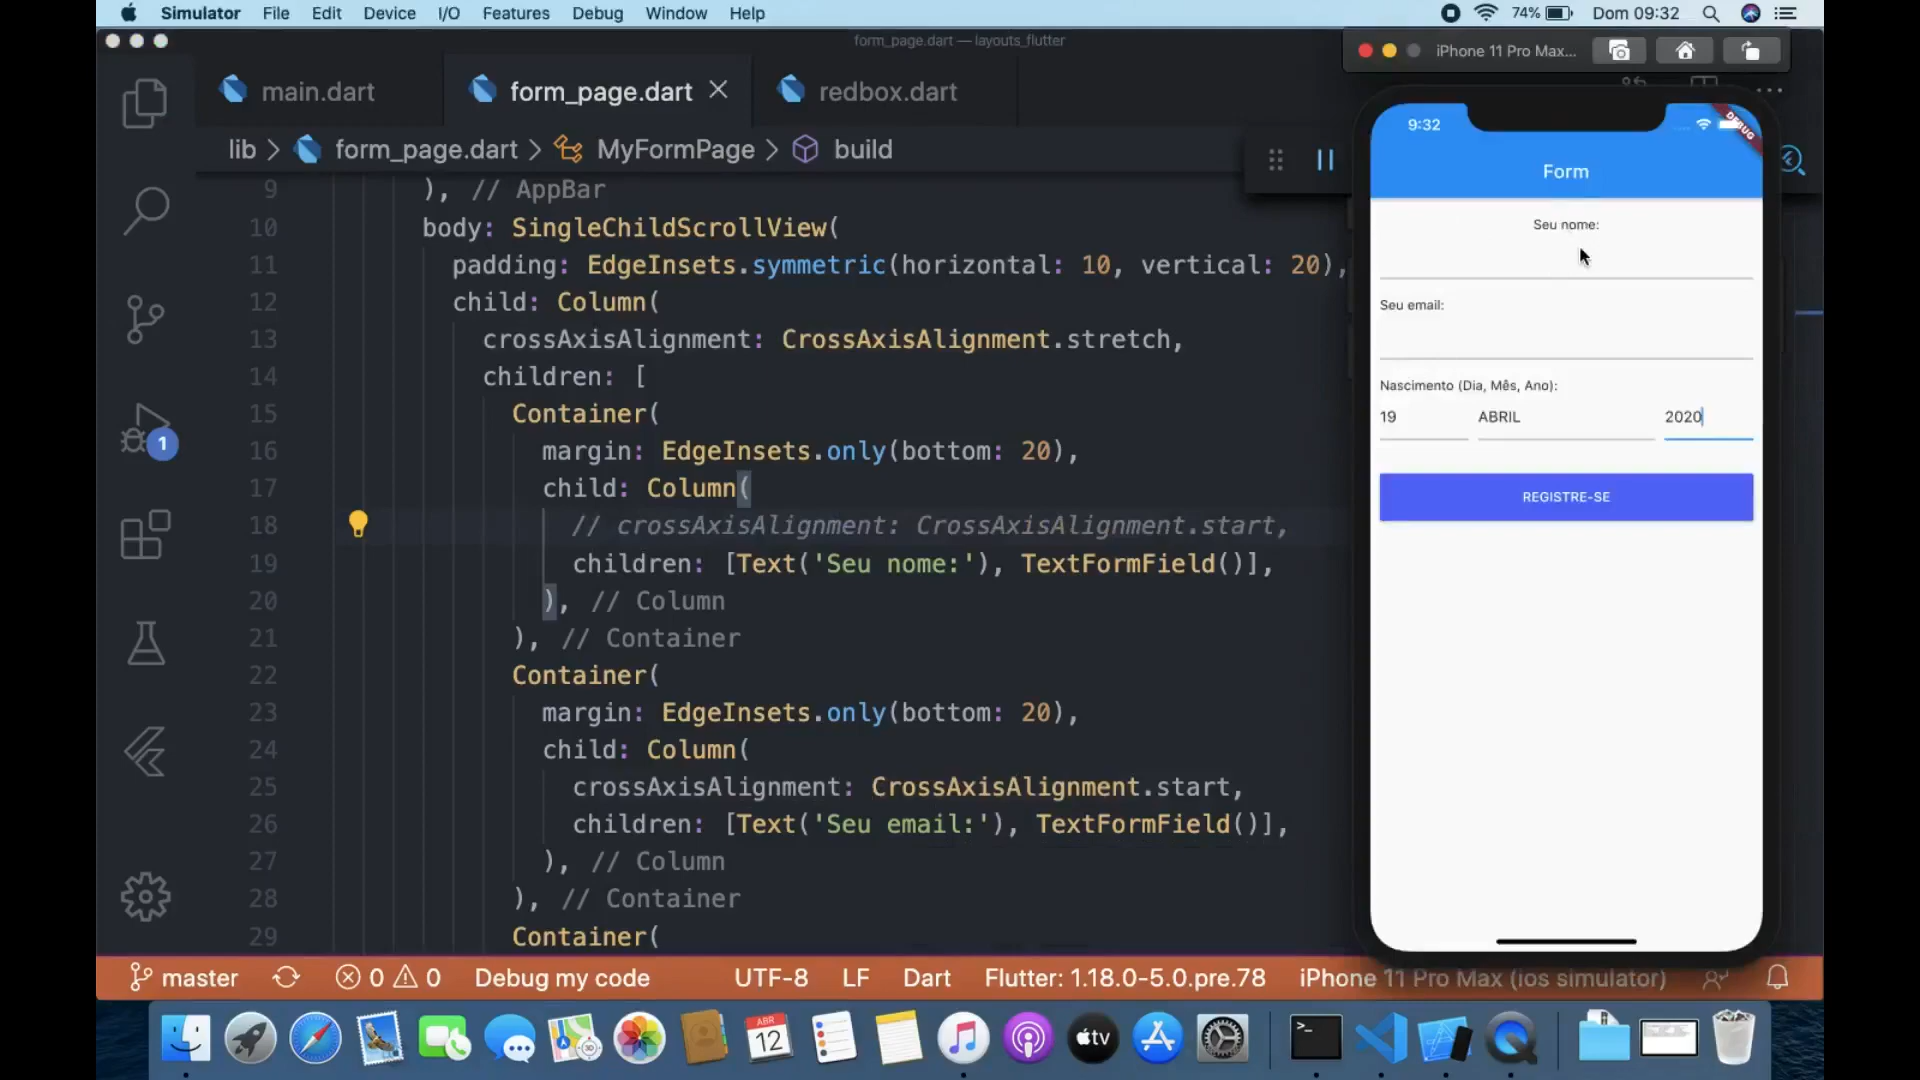 Simulator File Edit Device I/O Features Debug Window Help 74% Dom 09:32
form_page.dart — layouts_flutter
iPhone 11 Pro Max...
main.dart form_page.dart redbox.dart
lib > form_page.dart > MyFormPage > build
9 ), // AppBar
10 body: SingleChildScrollView(
11 padding: EdgeInsets.symmetric(horizontal: 10, vertical: 20),
12 child: Column(
13 crossAxisAlignment: CrossAxisAlignment.stretch,
14 children: [
15 Container(
16 margin: EdgeInsets.only(bottom: 20),
17 child: Column(
18 // crossAxisAlignment: CrossAxisAlignment.start,
19 children: [Text('Seu nome:'), TextFormField()],
20 ), // Column
21 ), // Container
22 Container(
23 margin: EdgeInsets.only(bottom: 20),
24 child: Column(
25 crossAxisAlignment: CrossAxisAlignment.start,
26 children: [Text('Seu email:'), TextFormField()],
27 ), // Column
28 ), // Container
29 Container(
1
9:32
DEBUG
Form
Seu nome:
Seu email:
Nascimento (Dia, Mês, Ano):
19 ABRIL 2020
REGISTRE-SE
master 0 0 Debug my code UTF-8 LF Dart Flutter: 1.18.0-5.0.pre.78 iPhone 11 Pro Max (ios simulator)
ABR
12
tv